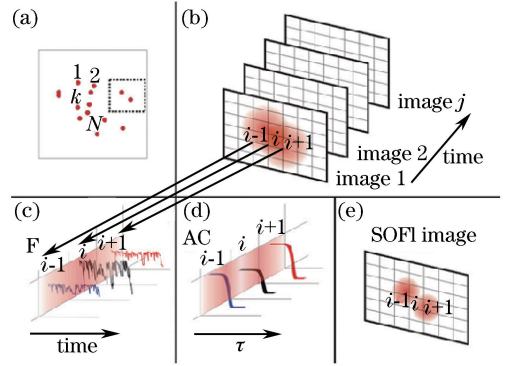 (a)
1 2
k
N
(b)
i-1 i i+1
image 1
image 2
image j
time
(c)
F
i-1 i i+1
time
(d)
AC
i-1 i i+1
τ
(e)
SOFI image
i-1 i i+1